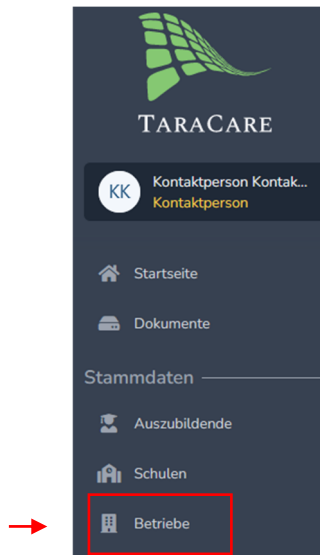 TARACARE
KK
Kontaktperson Kontak...
Kontaktperson
Startseite
Dokumente
Stammdaten
Auszubildende
Schulen
Betriebe